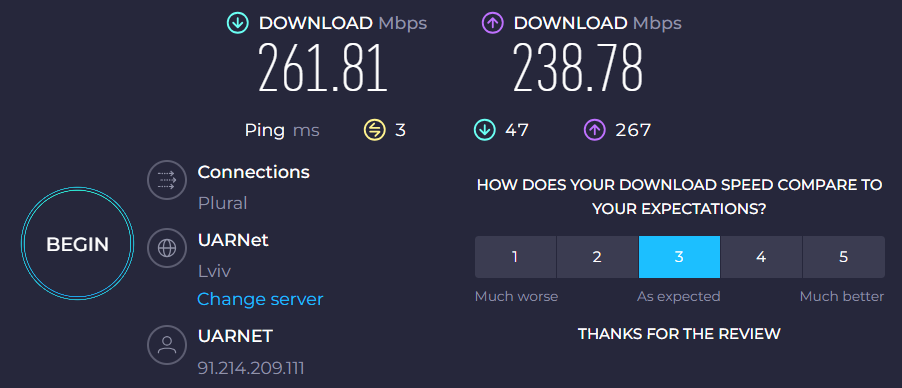 DOWNLOAD Mbps
261.81
DOWNLOAD Mbps
238.78
Ping ms 3 47 267
BEGIN
Connections
Plural
UARNet
Lviv
Change server
UARNET
91.214.209.111
HOW DOES YOUR DOWNLOAD SPEED COMPARE TO
YOUR EXPECTATIONS?
1 2 3 4 5
Much worse As expected Much better
THANKS FOR THE REVIEW